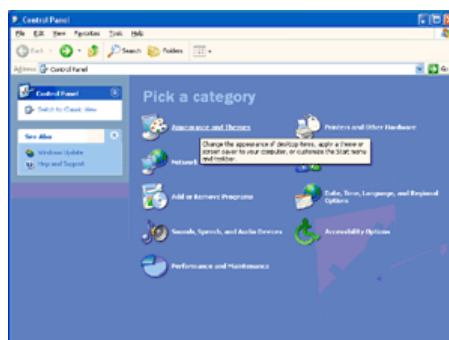 Control Panel
File Edit View Favorites Tools Help
Back Search Folders
Address Control Panel Go
Control Panel
Switch to Classic View
See Also
Windows Update
Help and Support
Pick a category
Appearance and Themes
Printers and Other Hardware
Change the appearance of desktop items, apply a theme or
screen saver to your computer, or customize the Start menu
and taskbar.
Network
Add or Remove Programs
Date, Time, Language, and Regional
Options
Sounds, Speech, and Audio Devices
Accessibility Options
Performance and Maintenance